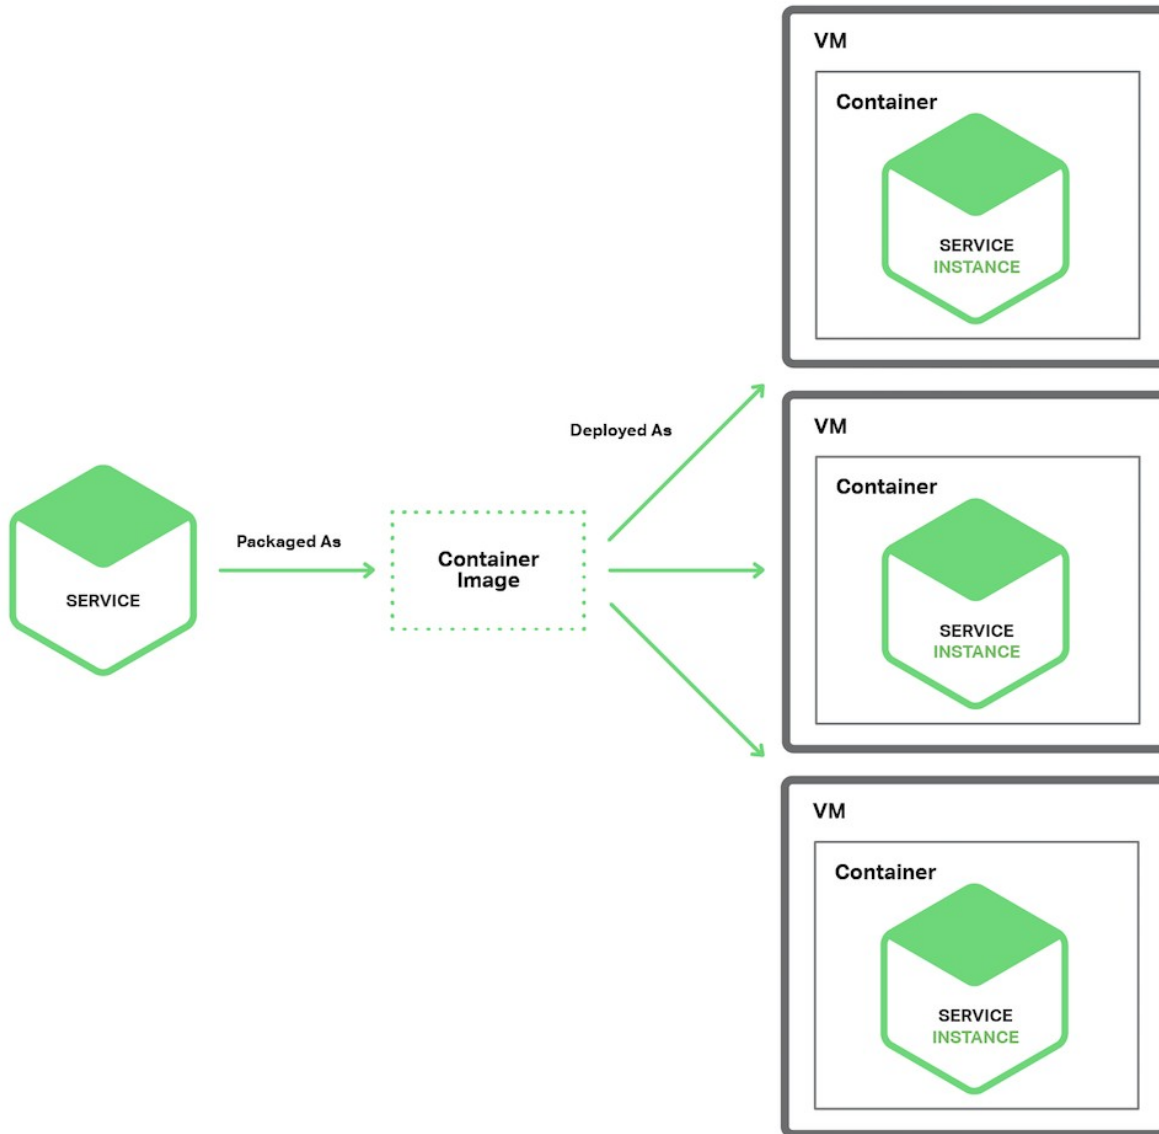 SERVICE
Packaged As
Container
Image
Deployed As
VM
Container
SERVICE
INSTANCE
VM
Container
SERVICE
INSTANCE
VM
Container
SERVICE
INSTANCE